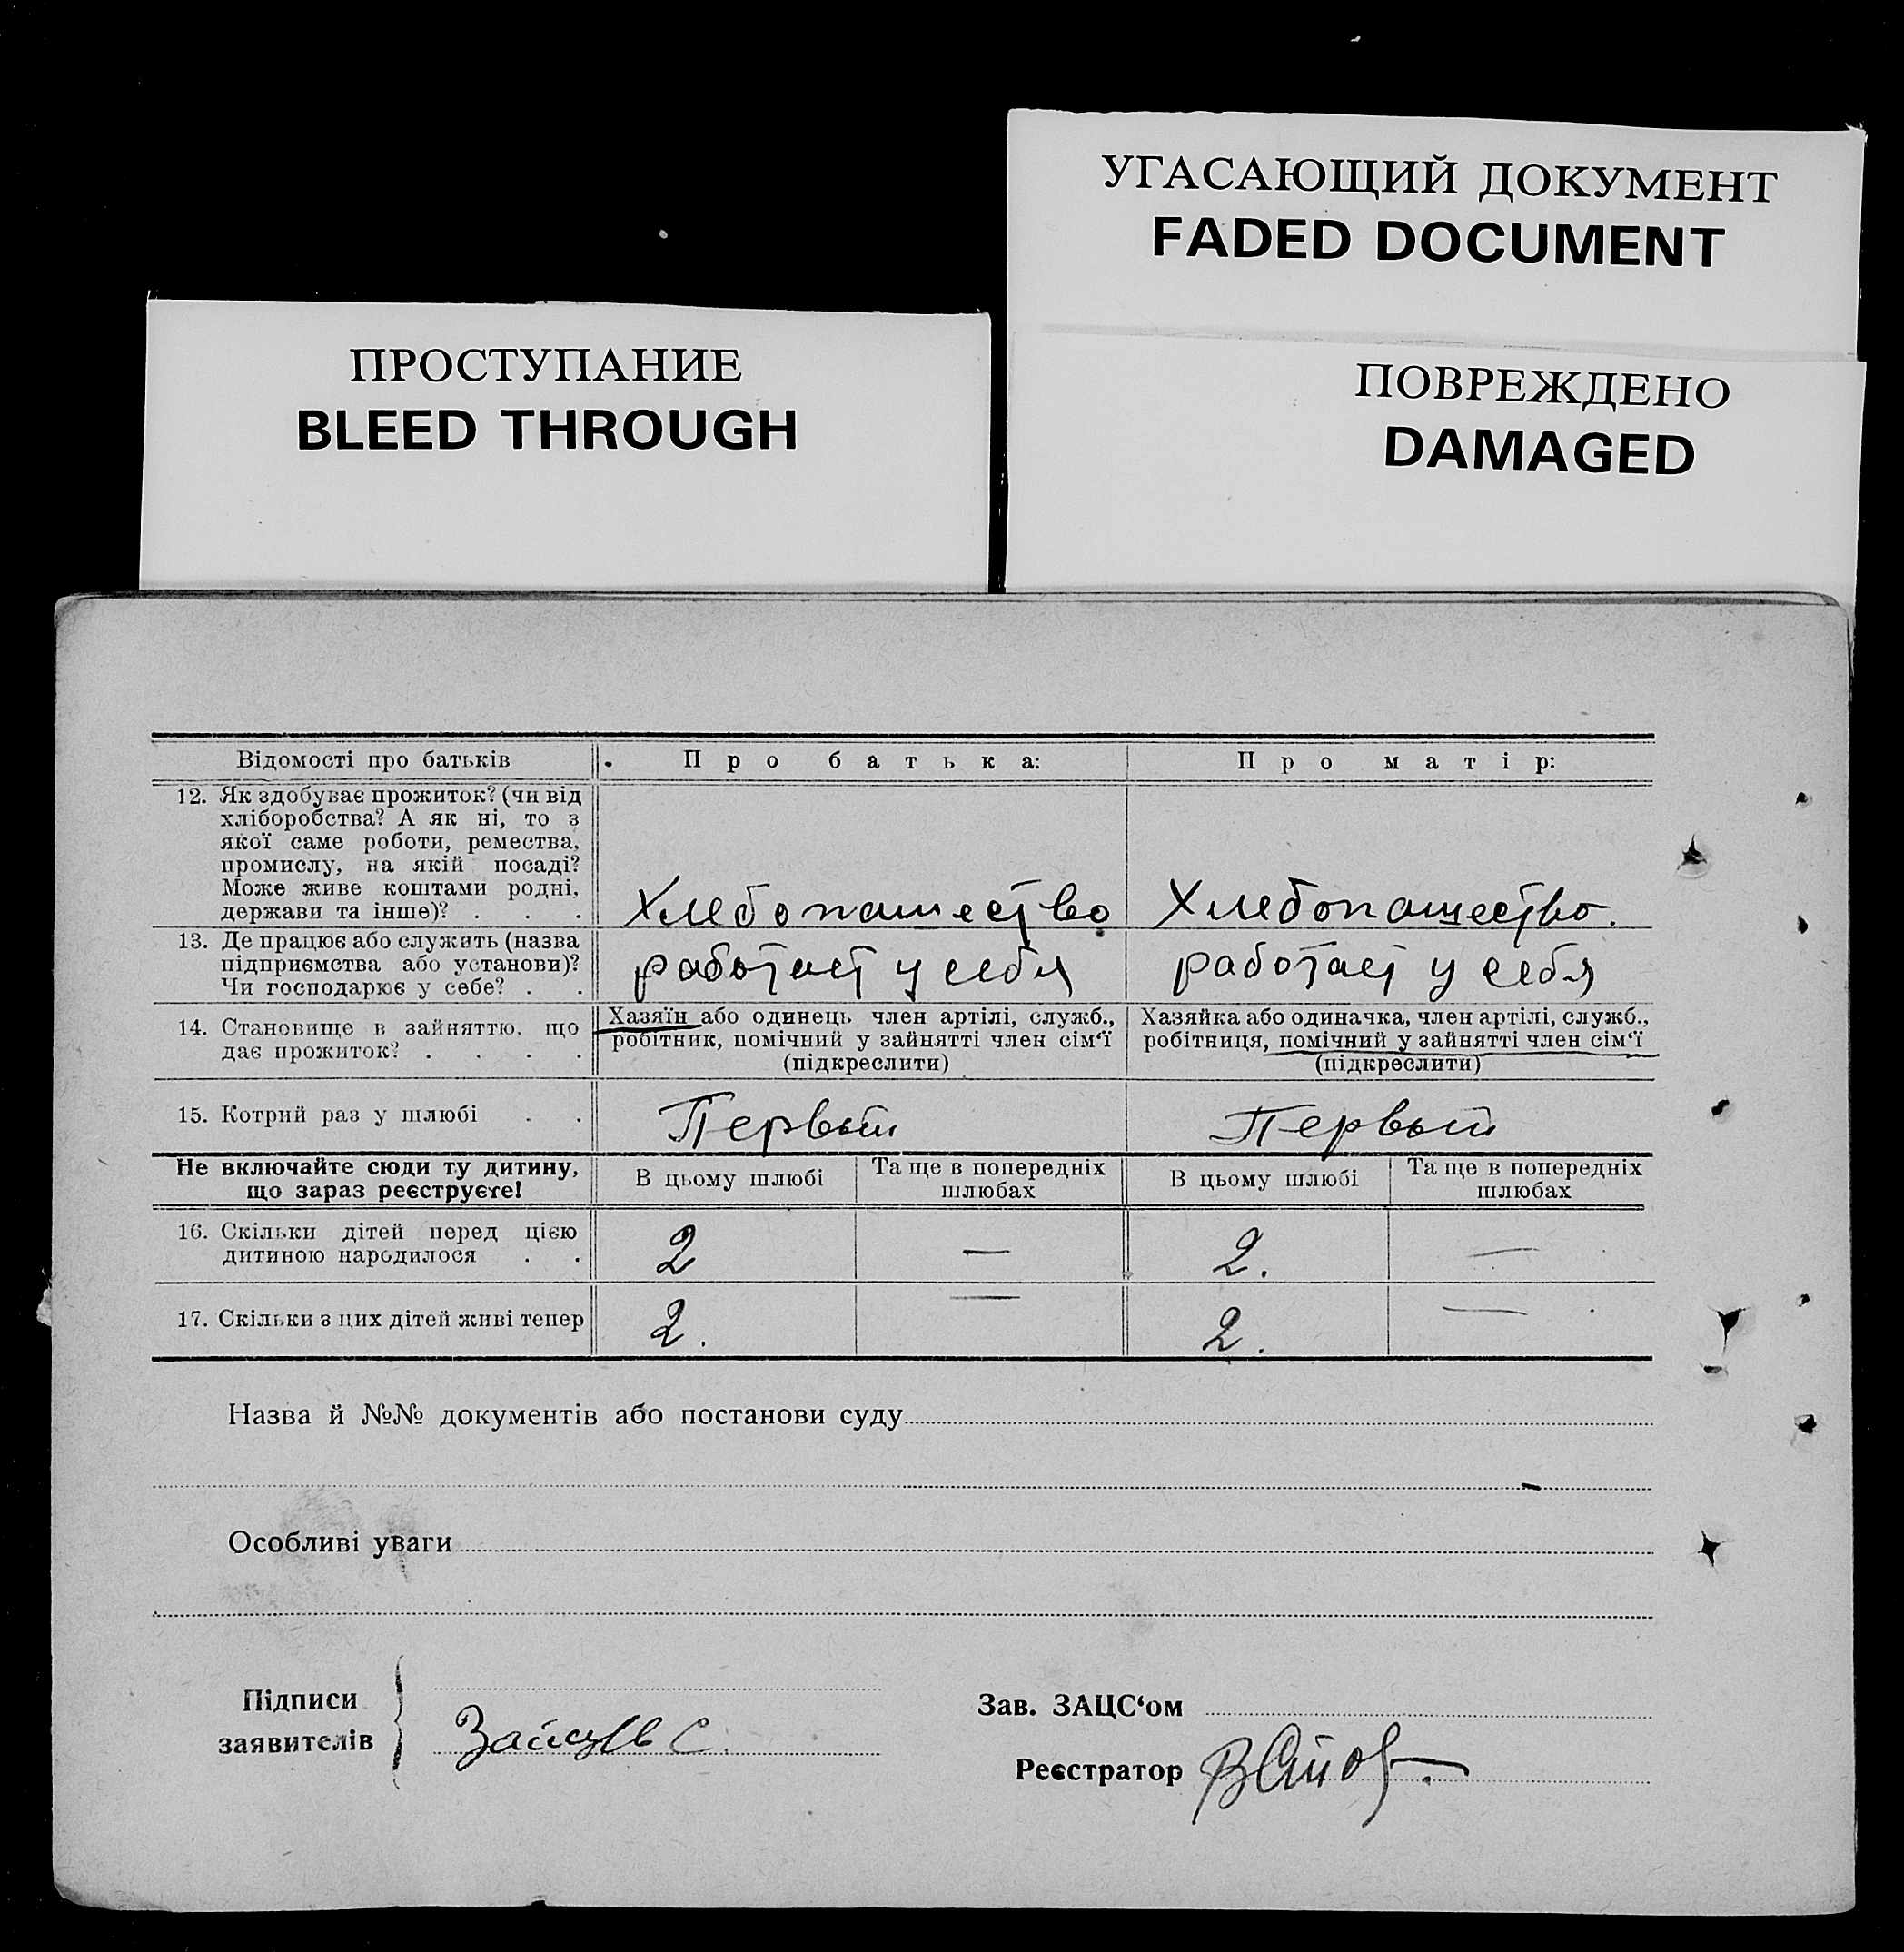 УГАСАЮЩИЙ ДОКУМЕНТ
FADED DOCUMENT
ПРОСТУПАНИЕ
BLEED THROUGH
ПОВРЕЖДЕНО
DAMAGED
Відомості про батьків Про батька: Про матір:
12. Як здобуває прожиток? (чи від
хліборобства? А як ні, то з
якої саме роботи, ремества,
промислу, на якій посаді?
Може живе коштами родні,
держави та інше)? . . .
Хлебопашество Хлебопашество.
13. Де працює або служить (назва
підприємства або установи)?
Чи господарює у себе? . .
работает у себя работает у себя
14. Становище в зайняттю, що
дає прожиток? . . . .
Хазяїн або одинець член артілі, служб.,
робітник, помічний у зайнятті член сім‘ї
(підкреслити)
Хазяйка або одиначка, член артілі, служб.,
робітниця, помічний у зайнятті член сім‘ї
(підкреслити)
15. Котрий раз у шлюбі . . Первый Первый
Не включайте сюди ту дитину,
що зараз реєструєте!
В цьому шлюбі
Та ще в попередніх
шлюбах
В цьому шлюбі
Та ще в попередніх
шлюбах
16. Скільки дітей перед цією
дитиною народилося . .
2 — 2. —
17. Скільки з цих дітей живі тепер 2. — 2. —
Назва й №№ документів або постанови суду
Особливі уваги
Підписи
заявителів
Зайцев С.
Зав. ЗАЦС‘ом
Реєстратор